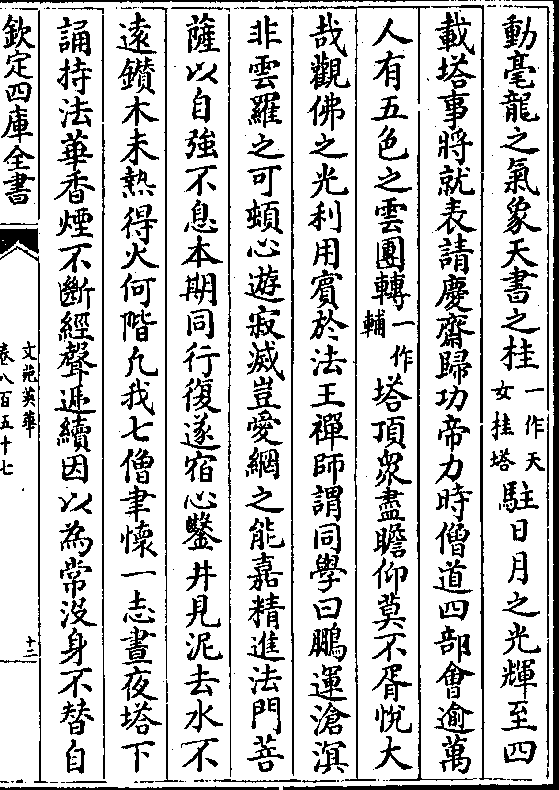 動毫龍之氣象天書之桂一作天女挂塔駐日月之光輝至四
載塔事將就表請慶齋歸功帝力時僧道四部會逾萬
人有五色之雲團轉一作輔塔頂衆盡瞻仰莫不胥悅大
哉觀佛之光利用賓於法王禪師謂同學曰鵬運滄溟
非雲羅之可頓心遊寂滅豈愛網之能嘉精進法門菩
薩以自強不息本期同行復遂宿心鑿井見泥去水不
遠鑚木未熱得火何階凡我七僧聿懷一志晝夜塔下
誦持法華香煙不斷經聲遞續因以為常沒身不替自
欽定四庫全書
文苑英華
卷八百五十七
十二